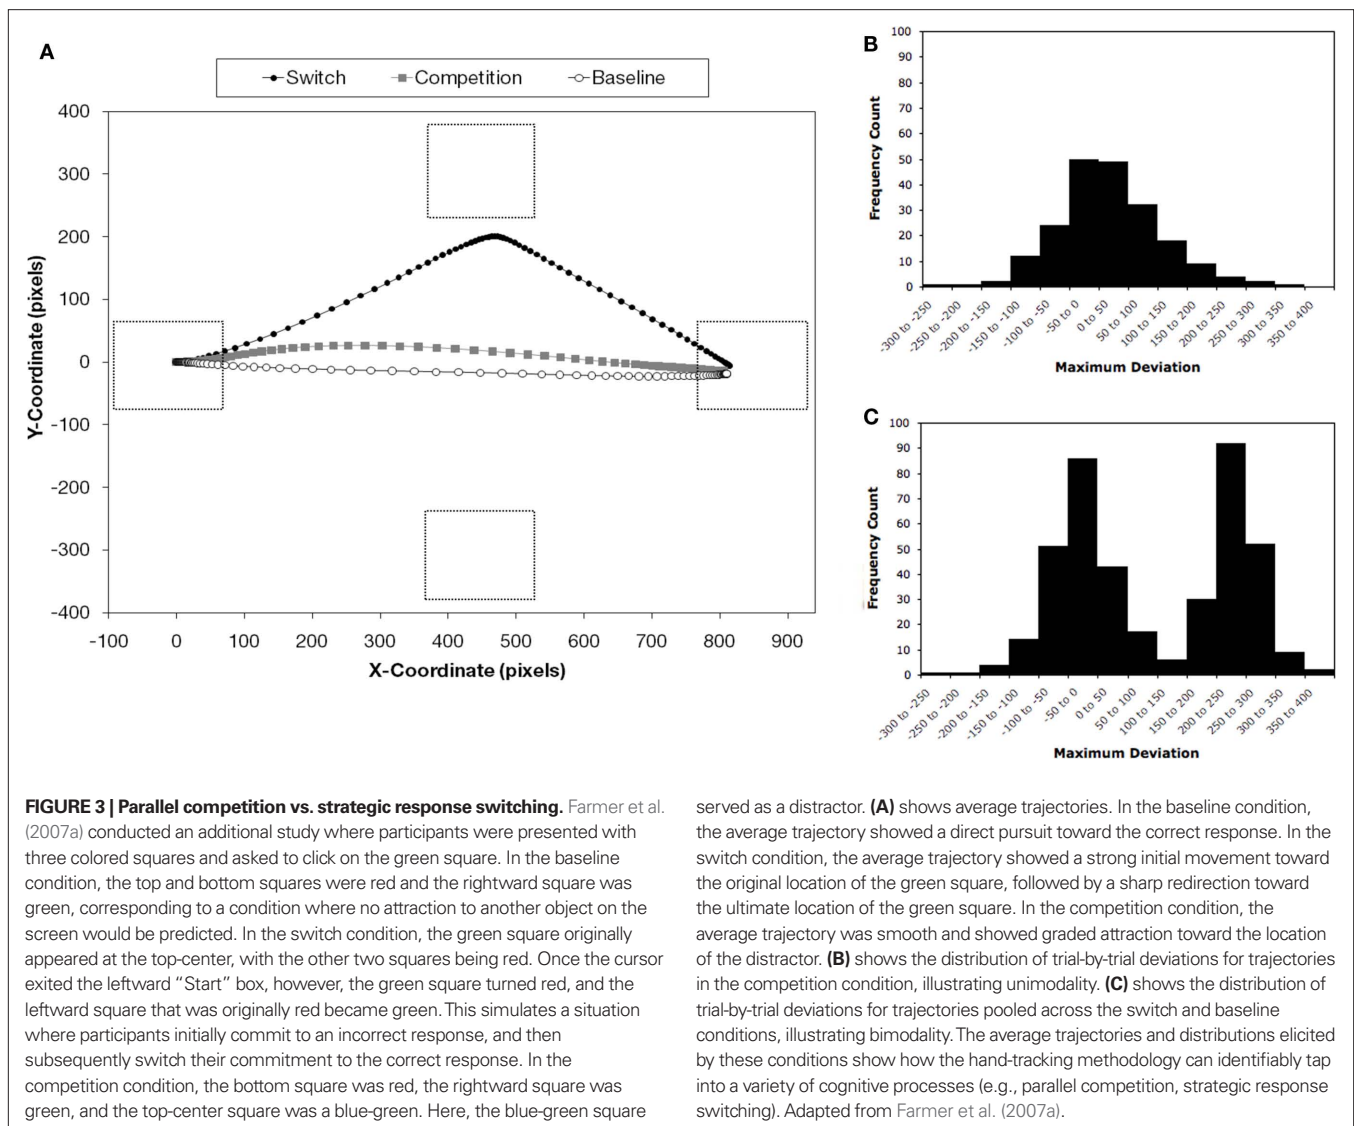 A
Switch
Competition
Baseline
400
300
200
100
0
-100
-200
-300
-400
Y-Coordinate (pixels)
-100
0
100
200
300
400
500
600
700
800
900
X-Coordinate (pixels)
B
100
90
80
70
60
50
40
30
20
10
0
Frequency Count
-300 to -250
-250 to -200
-200 to -150
-150 to -100
-100 to -50
-50 to 0
0 to 50
50 to 100
100 to 150
150 to 200
200 to 250
250 to 300
300 to 350
350 to 400
Maximum Deviation
C
100
90
80
70
60
50
40
30
20
10
0
Frequency Count
-300 to -250
-250 to -200
-200 to -150
-150 to -100
-100 to -50
-50 to 0
0 to 50
50 to 100
100 to 150
150 to 200
200 to 250
250 to 300
300 to 350
350 to 400
Maximum Deviation
FIGURE 3 | Parallel competition vs. strategic response switching. Farmer et al.
(2007a) conducted an additional study where participants were presented with
three colored squares and asked to click on the green square. In the baseline
condition, the top and bottom squares were red and the rightward square was
green, corresponding to a condition where no attraction to another object on the
screen would be predicted. In the switch condition, the green square originally
appeared at the top-center, with the other two squares being red. Once the cursor
exited the leftward “Start” box, however, the green square turned red, and the
leftward square that was originally red became green. This simulates a situation
where participants initially commit to an incorrect response, and then
subsequently switch their commitment to the correct response. In the
competition condition, the bottom square was red, the rightward square was
green, and the top-center square was a blue-green. Here, the blue-green square
served as a distractor. (A) shows average trajectories. In the baseline condition,
the average trajectory showed a direct pursuit toward the correct response. In the
switch condition, the average trajectory showed a strong initial movement toward
the original location of the green square, followed by a sharp redirection toward
the ultimate location of the green square. In the competition condition, the
average trajectory was smooth and showed graded attraction toward the location
of the distractor. (B) shows the distribution of trial-by-trial deviations for trajectories
in the competition condition, illustrating unimodality. (C) shows the distribution of
trial-by-trial deviations for trajectories pooled across the switch and baseline
conditions, illustrating bimodality. The average trajectories and distributions elicited
by these conditions show how the hand-tracking methodology can identifiably tap
into a variety of cognitive processes (e.g., parallel competition, strategic response
switching). Adapted from Farmer et al. (2007a).